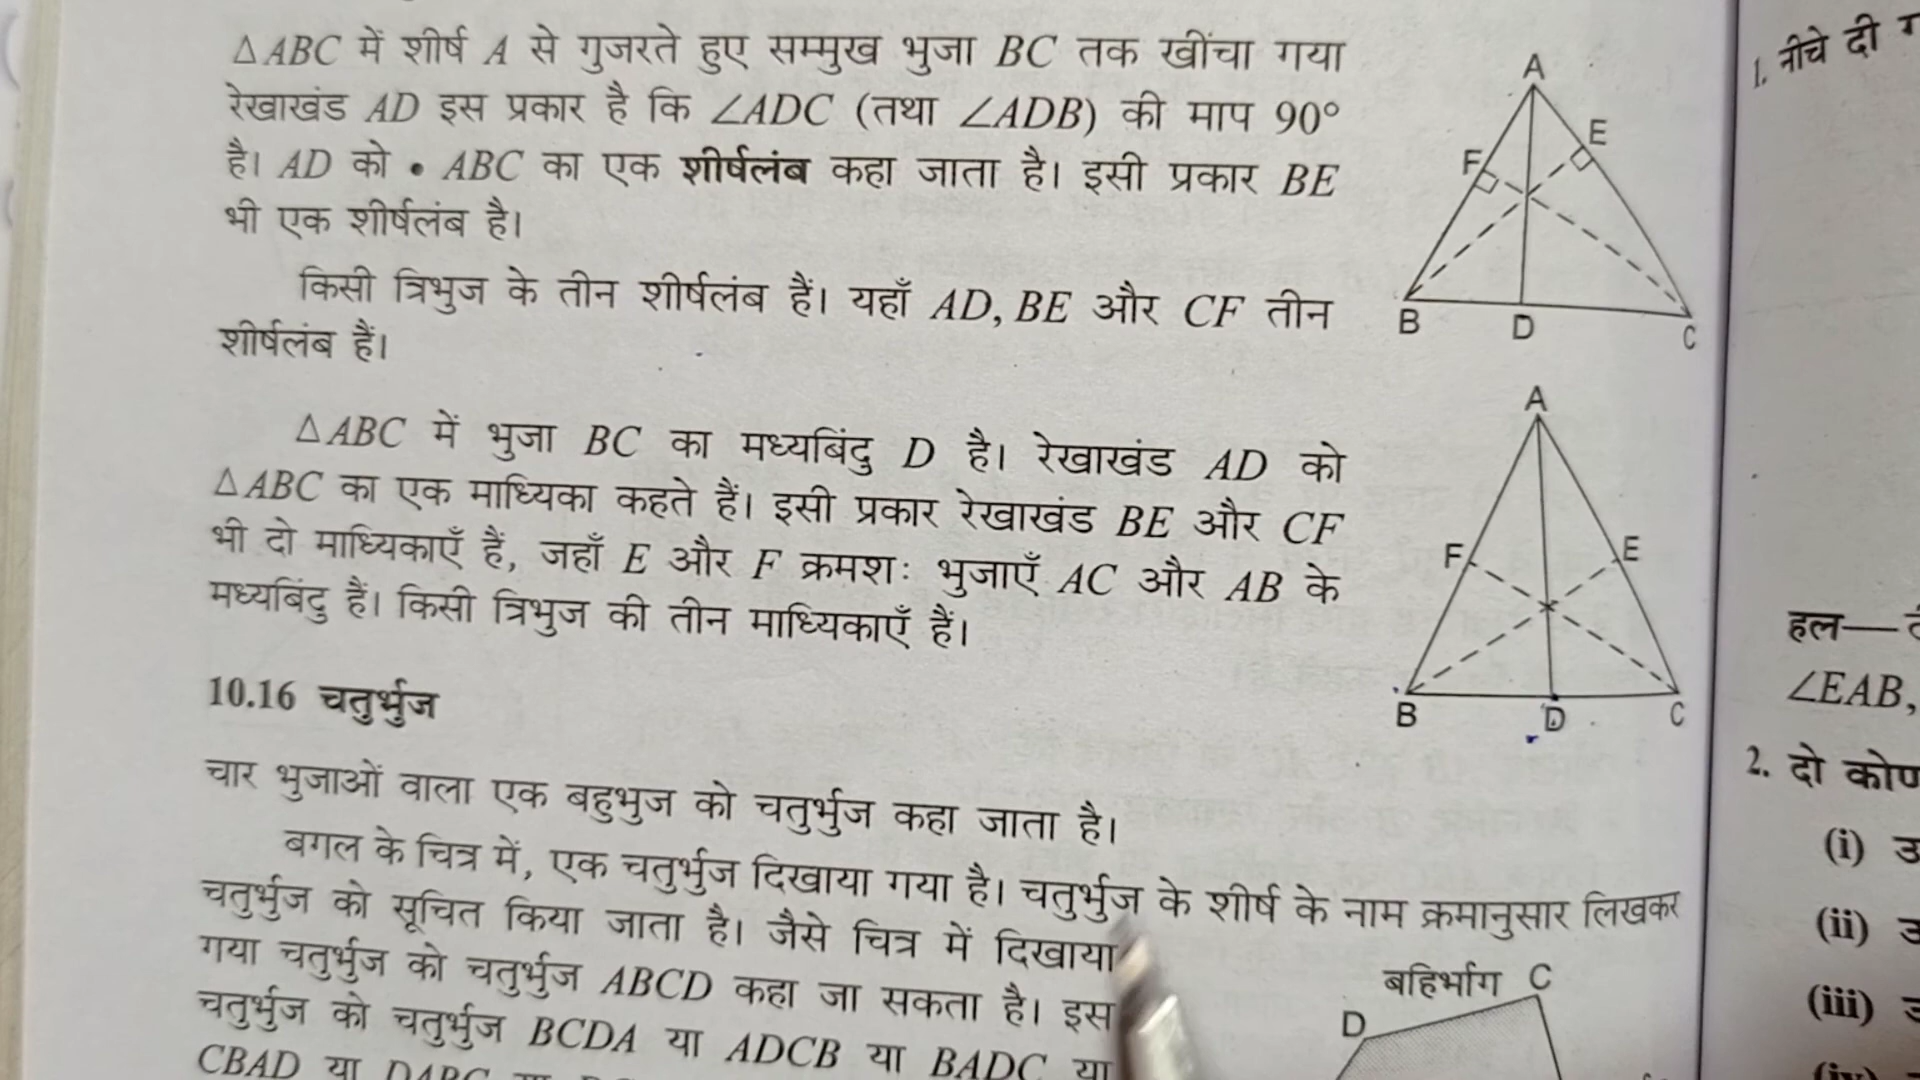 △ABC में शीर्ष A से गुजरते हुए सम्मुख भुजा BC तक खींचा गया
रेखाखंड AD इस प्रकार है कि ∠ADC (तथा ∠ADB) की माप 90°
है। AD को • ABC का एक शीर्षलंब कहा जाता है। इसी प्रकार BE
भी एक शीर्षलंब है।
किसी त्रिभुज के तीन शीर्षलंब हैं। यहाँ AD, BE और CF तीन
शीर्षलंब हैं।
A
E
F
B
D
C
△ABC में भुजा BC का मध्यबिंदु D है। रेखाखंड AD को
△ABC का एक माध्यिका कहते हैं। इसी प्रकार रेखाखंड BE और CF
भी दो माध्यिकाएँ हैं, जहाँ E और F क्रमशः भुजाएँ AC और AB के
मध्यबिंदु हैं। किसी त्रिभुज की तीन माध्यिकाएँ हैं।
A
F
E
B
D
C
10.16 चतुर्भुज
चार भुजाओं वाला एक बहुभुज को चतुर्भुज कहा जाता है।
बगल के चित्र में, एक चतुर्भुज दिखाया गया है। चतुर्भुज के शीर्ष के नाम क्रमानुसार लिखकर
चतुर्भुज को सूचित किया जाता है। जैसे चित्र में दिखाया
गया चतुर्भुज को चतुर्भुज ABCD कहा जा सकता है। इस
चतुर्भुज को चतुर्भुज BCDA या ADCB या BADC या
CBAD या DABC
बहिर्भाग C
D
1. नीचे दी
हल—
∠EAB,
2. दो कोण
(i)
(ii)
(iii)
(iv)